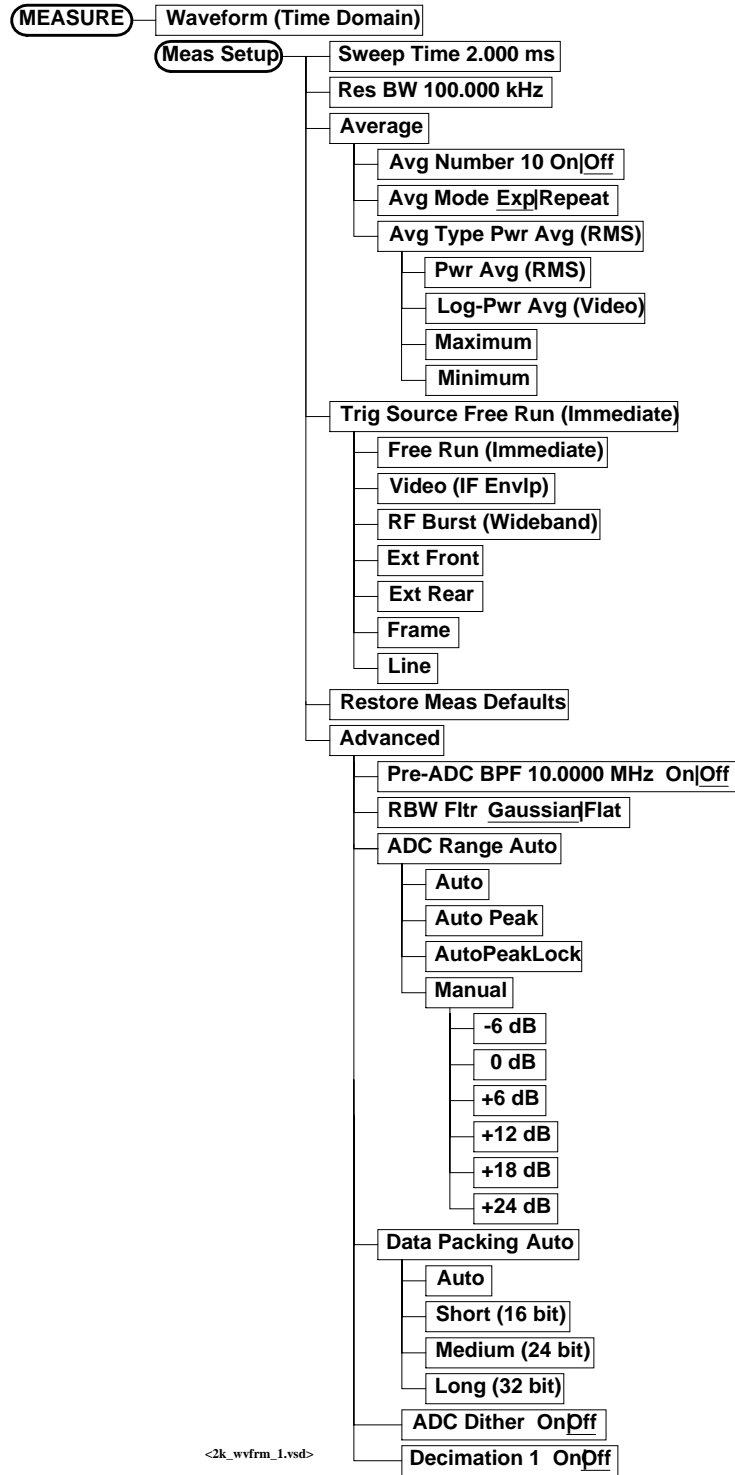 MEASURE Waveform (Time Domain)
Meas Setup Sweep Time 2.000 ms
Res BW 100.000 kHz
Average
Avg Number 10 On|Off
Avg Mode Exp|Repeat
Avg Type Pwr Avg (RMS)
Pwr Avg (RMS)
Log-Pwr Avg (Video)
Maximum
Minimum
Trig Source Free Run (Immediate)
Free Run (Immediate)
Video (IF Envlp)
RF Burst (Wideband)
Ext Front
Ext Rear
Frame
Line
Restore Meas Defaults
Advanced
Pre-ADC BPF 10.0000 MHz On|Off
RBW Fltr Gaussian|Flat
ADC Range Auto
Auto
Auto Peak
AutoPeakLock
Manual
-6 dB
0 dB
+6 dB
+12 dB
+18 dB
+24 dB
Data Packing Auto
Auto
Short (16 bit)
Medium (24 bit)
Long (32 bit)
ADC Dither On|Off
<2k_wvfrm_1.vsd> Decimation 1 On|Off